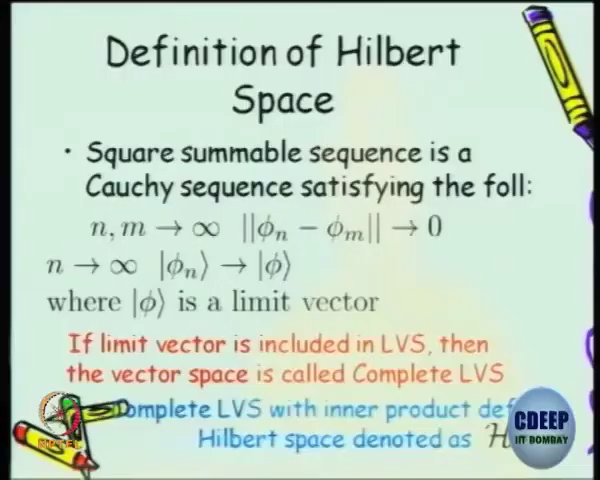 Definition of Hilbert
Space
• Square summable sequence is a
Cauchy sequence satisfying the foll:
n, m → ∞ ||ϕₙ − ϕₘ|| → 0
n → ∞ |ϕₙ⟩ → |ϕ⟩
where |ϕ⟩ is a limit vector
If limit vector is included in LVS, then
the vector space is called Complete LVS
omplete LVS with inner product def
Hilbert space denoted as ℋ
CDEEP
IIT BOMBAY
NPTEL